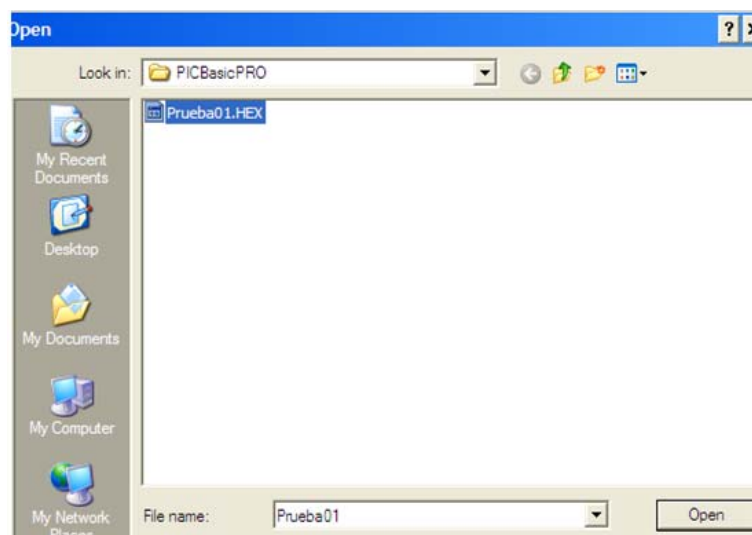 Open
?
Look in:
PICBasicPRO
Prueba01.HEX
My Recent
Documents
Desktop
My Documents
My Computer
My Network
Places
File name:
Prueba01
Open